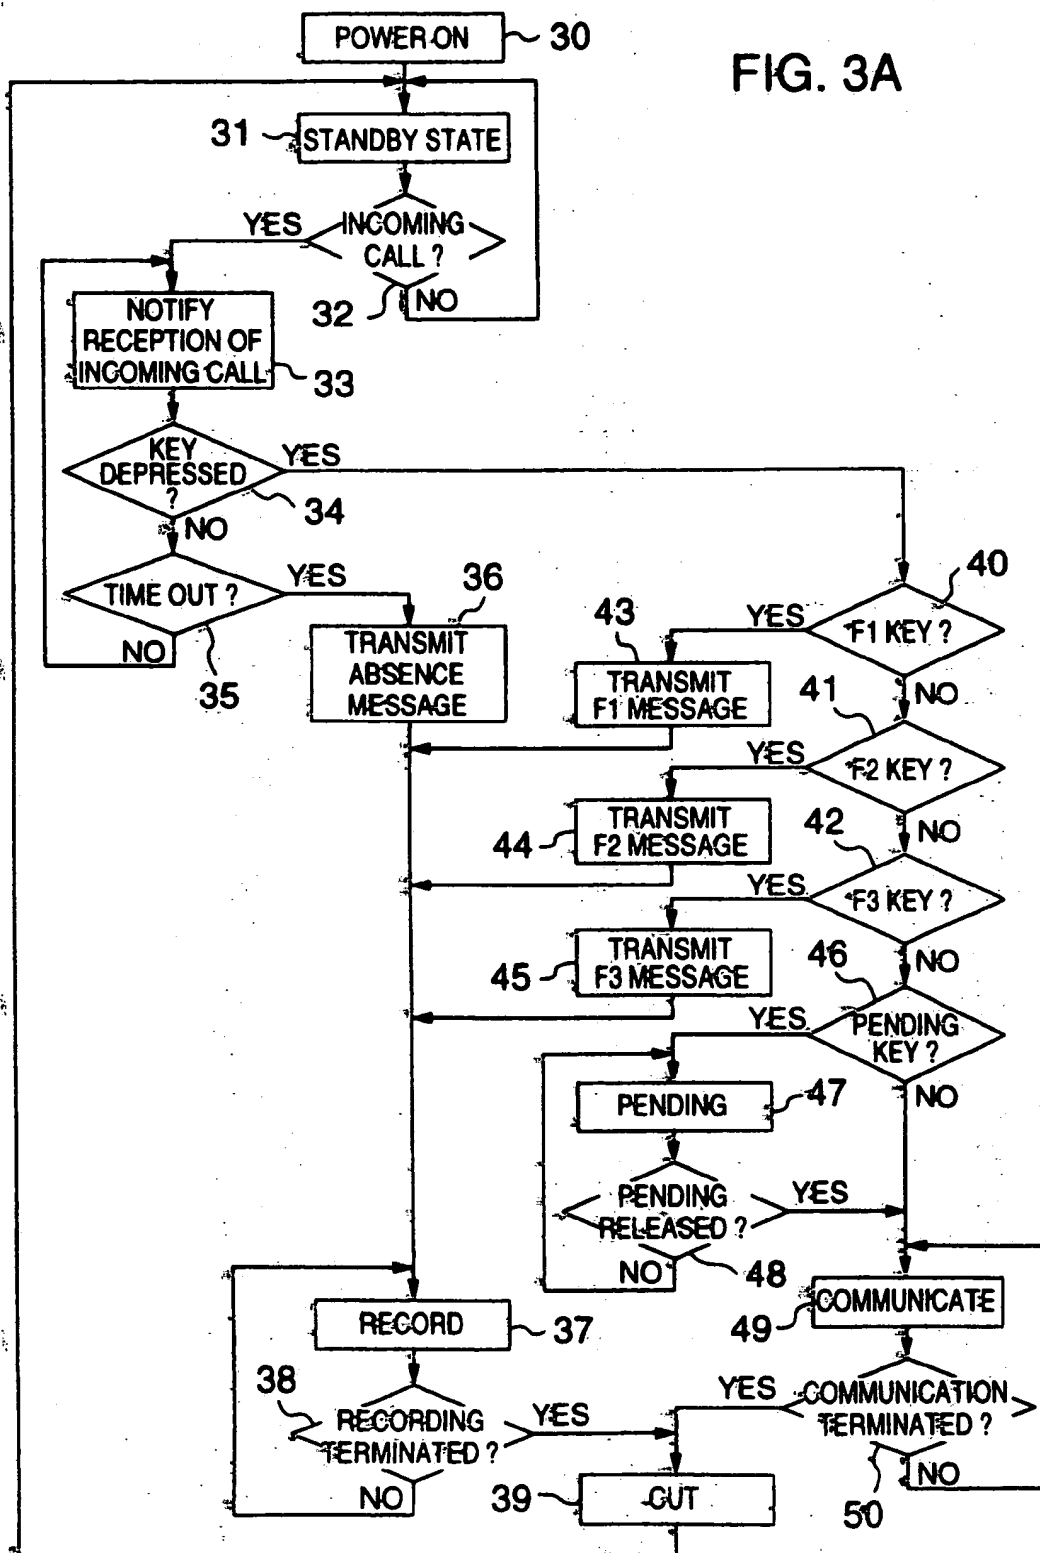 FIG. 3A
POWER ON
30
31
STANDBY STATE
INCOMING
CALL ?
YES
NO
32
NOTIFY
RECEPTION OF
INCOMING CALL
33
KEY
DEPRESSED
?
YES
34
NO
TIME OUT ?
YES
NO
35
36
TRANSMIT
ABSENCE
MESSAGE
40
F1 KEY ?
YES
NO
43
TRANSMIT
F1 MESSAGE
41
F2 KEY ?
YES
NO
TRANSMIT
F2 MESSAGE
44
42
F3 KEY ?
YES
NO
TRANSMIT
F3 MESSAGE
45
46
PENDING
KEY ?
YES
NO
PENDING
47
PENDING
RELEASED ?
YES
NO
48
COMMUNICATE
49
RECORD
37
38
RECORDING
TERMINATED ?
YES
NO
COMMUNICATION
TERMINATED ?
YES
NO
50
39
CUT